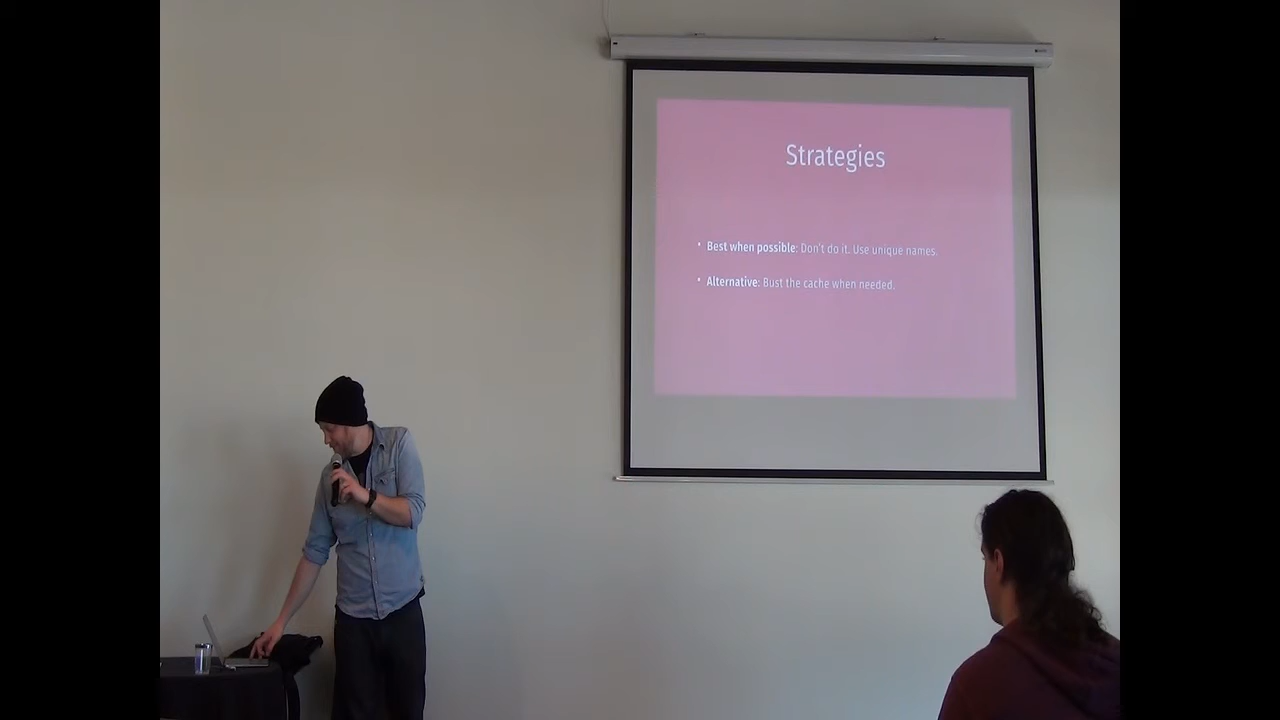 Strategies
• Best when possible: Don't do it. Use unique names.
• Alternative: Bust the cache when needed.